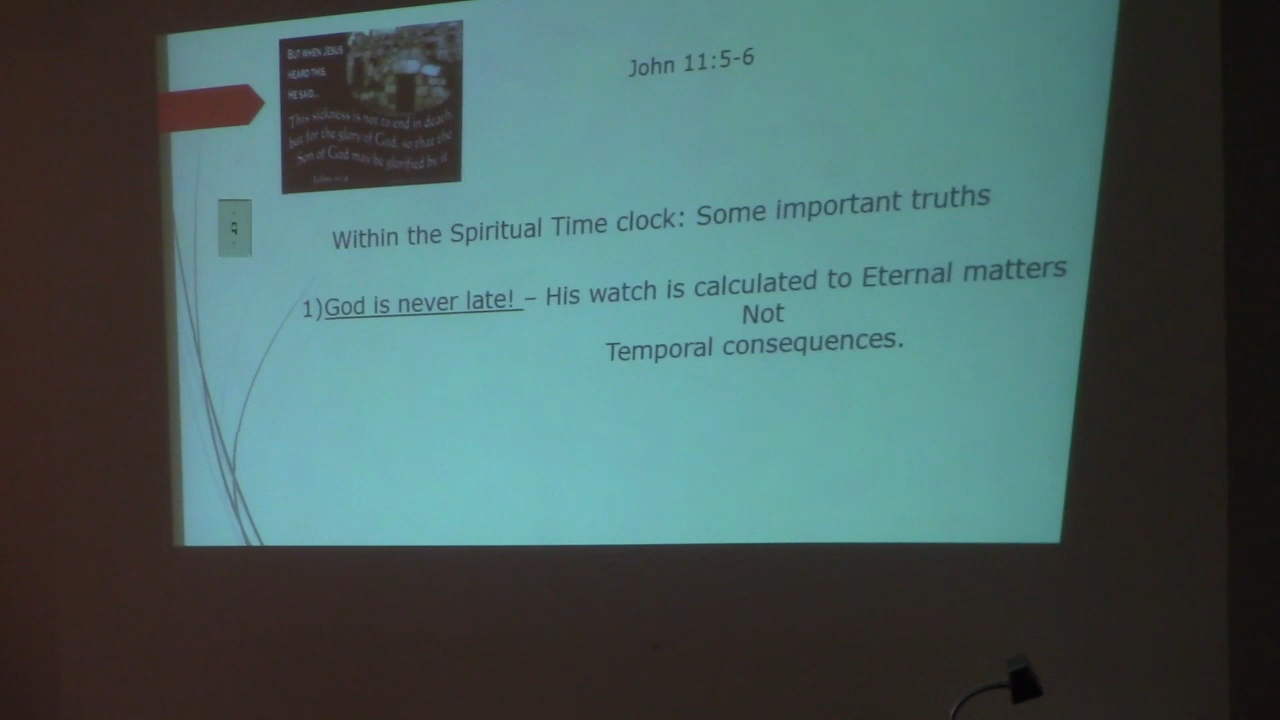 BUT WHEN JESUS
HEARD THIS,
HE SAID...
This sickness is not to end in death,
but for the glory of God, so that the
Son of God may be glorified by it
John 11:5-6
Within the Spiritual Time clock: Some important truths
1)God is never late! – His watch is calculated to Eternal matters
Not
Temporal consequences.